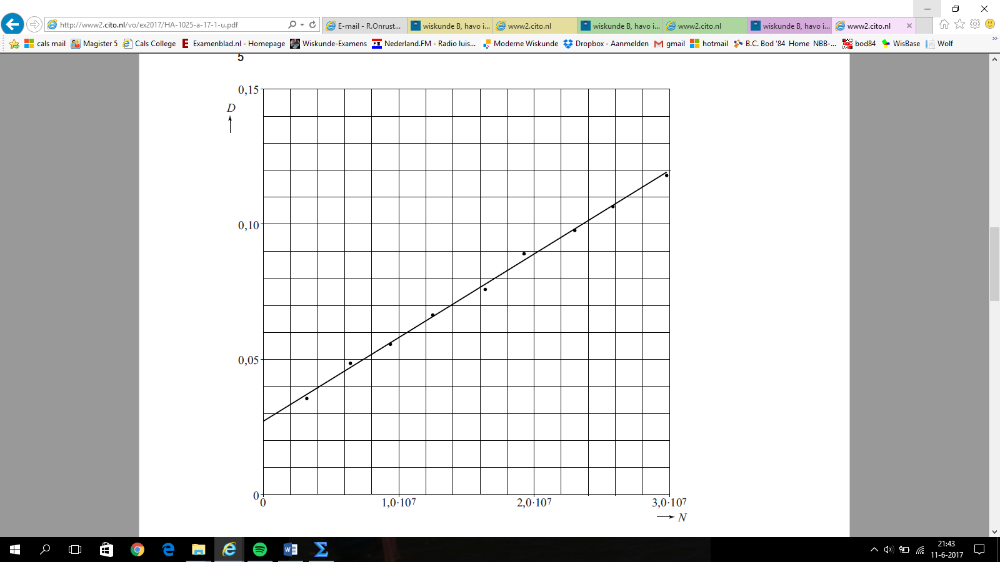 http://www2.cito.nl/vo/ex2017/HA-1025-a-17-1-u.pdf
E-mail - R.Onrust...
wiskunde B, havo i...
www2.cito.nl
wiskunde B, havo i...
www2.cito.nl
wiskunde B, havo i...
www2.cito.nl
cals mail
Magister 5
Cals College
Examenblad.nl - Homepage
Wiskunde-Examens
Nederland.FM - Radio luis...
Moderne Wiskunde
Dropbox - Aanmelden
gmail
hotmail
B.C. Bod '84 Home NBB-...
bod84
WisBase
Wolf
5
0,15
D
0,10
0,05
0
0 1,0·10⁷ 2,0·10⁷ 3,0·10⁷
N
21:43
11-6-2017